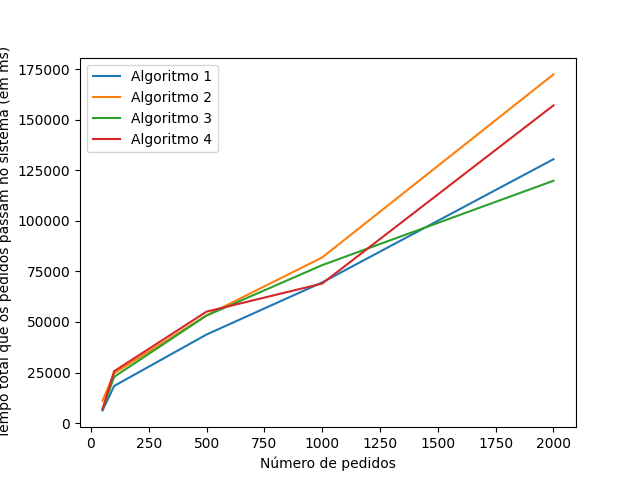 Tempo total que os pedidos passam no sistema (em ms)
175000
150000
125000
100000
75000
50000
25000
0
Algoritmo 1
Algoritmo 2
Algoritmo 3
Algoritmo 4
0 250 500 750 1000 1250 1500 1750 2000
Número de pedidos